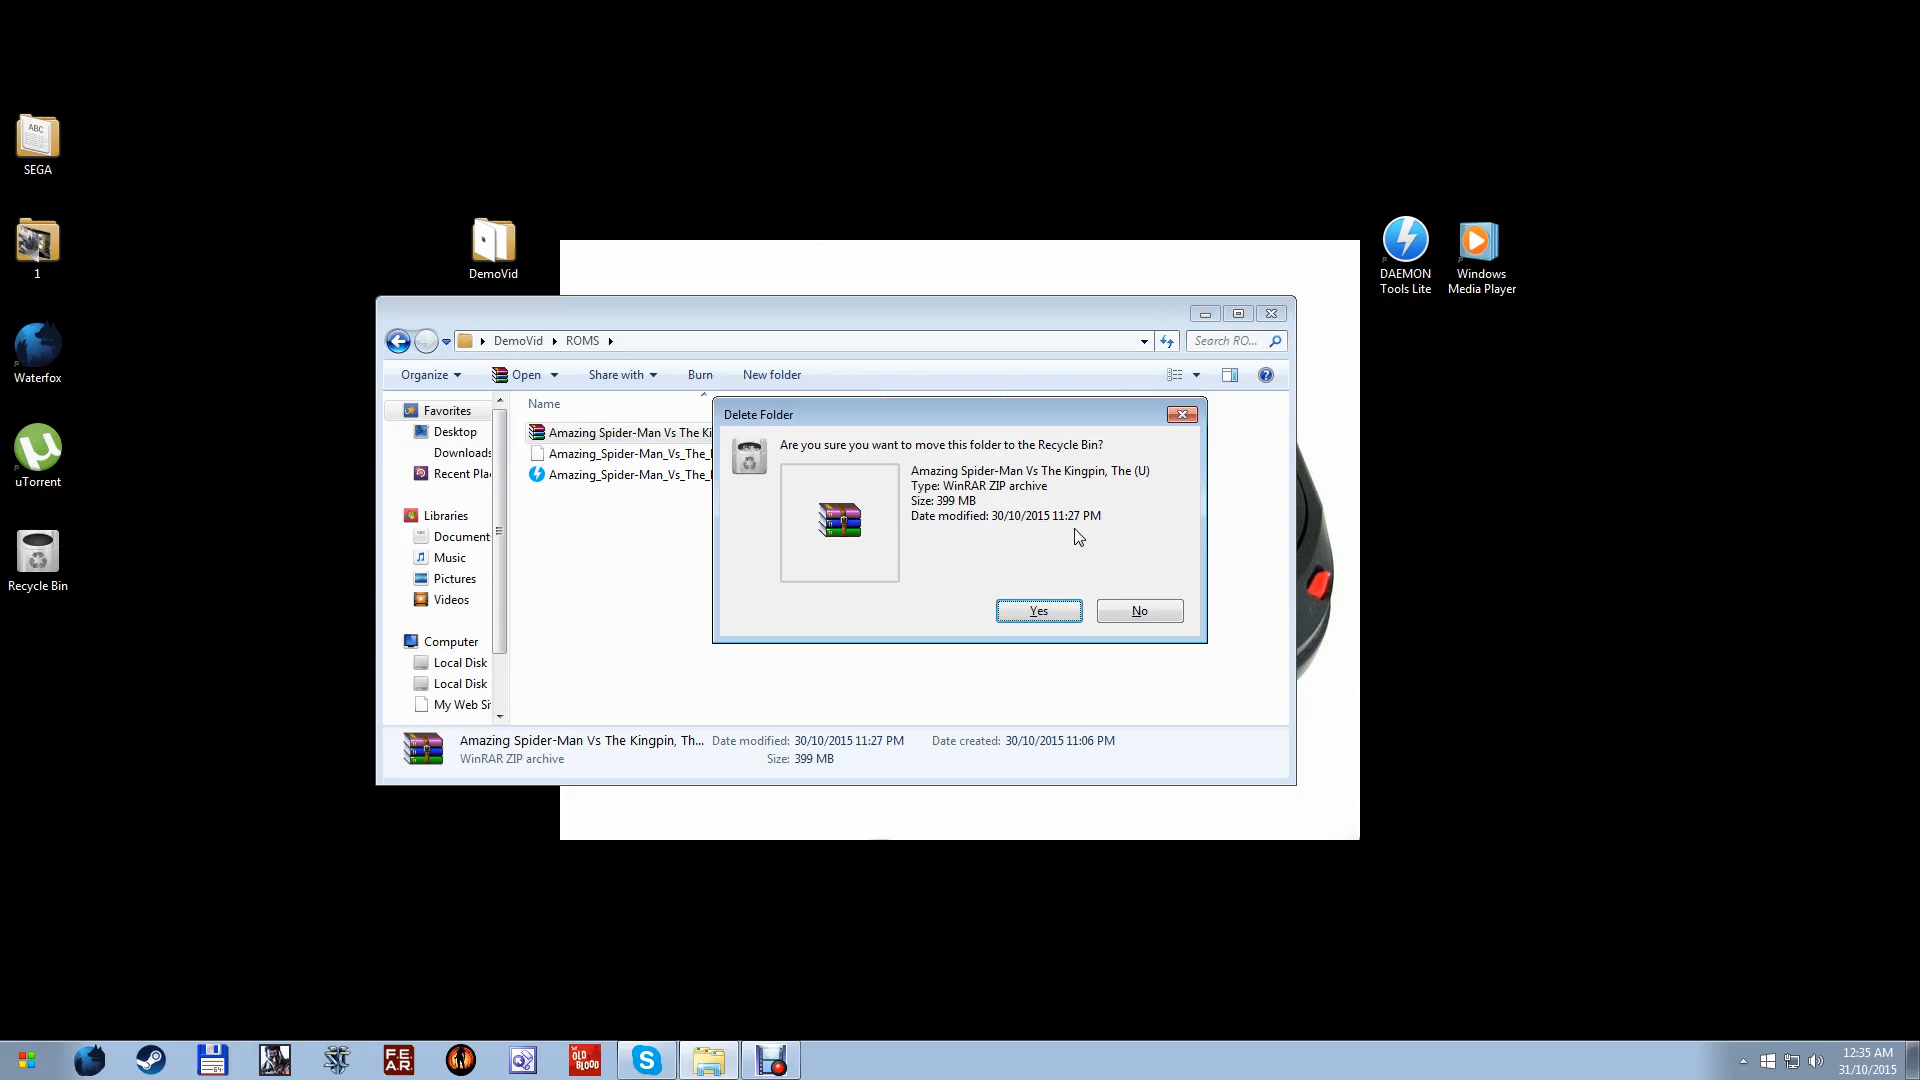 SEGA
1
Waterfox
uTorrent
Recycle Bin
DemoVid
DAEMON
Tools Lite
Windows
Media Player
DemoVid
ROMS
Search RO...
Organize
Open
Share with
Burn
New folder
Favorites
Desktop
Downloads
Recent Plac
Libraries
Document
Music
Pictures
Videos
Computer
Local Disk
Local Disk
My Web Si
Name
Amazing Spider-Man Vs The Ki
Amazing_Spider-Man_Vs_The_
Amazing_Spider-Man_Vs_The_
Delete Folder
Are you sure you want to move this folder to the Recycle Bin?
Amazing Spider-Man Vs The Kingpin, The (U)
Type: WinRAR ZIP archive
Size: 399 MB
Date modified: 30/10/2015 11:27 PM
Yes
No
Amazing Spider-Man Vs The Kingpin, Th... Date modified: 30/10/2015 11:27 PM Date created: 30/10/2015 11:06 PM
WinRAR ZIP archive Size: 399 MB
64
F.E.
A.R.
OLD
BLOOD
12:35 AM
31/10/2015